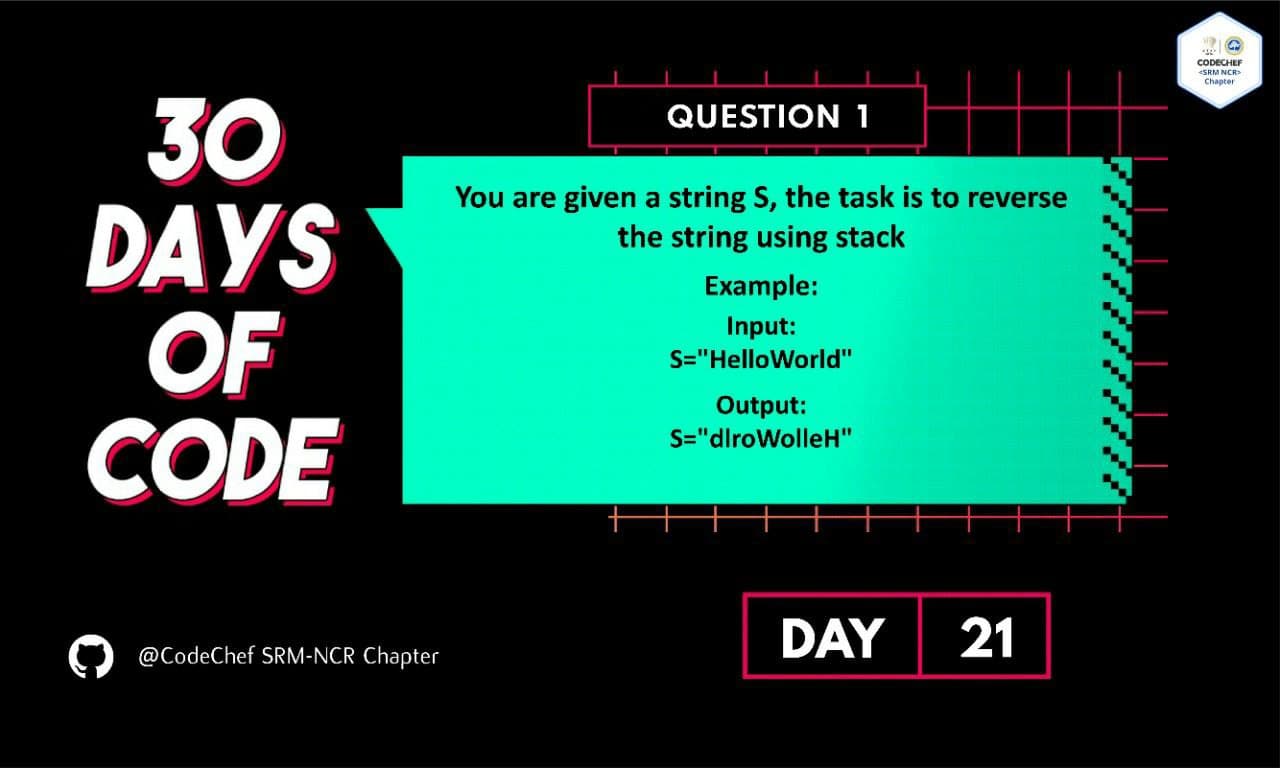 30
DAYS
OF
CODE
CODECHEF
<SRM NCR>
Chapter
QUESTION 1
You are given a string S, the task is to reverse
the string using stack
Example:
Input:
S="HelloWorld"
Output:
S="dlroWolleH"
@CodeChef SRM-NCR Chapter
DAY 21